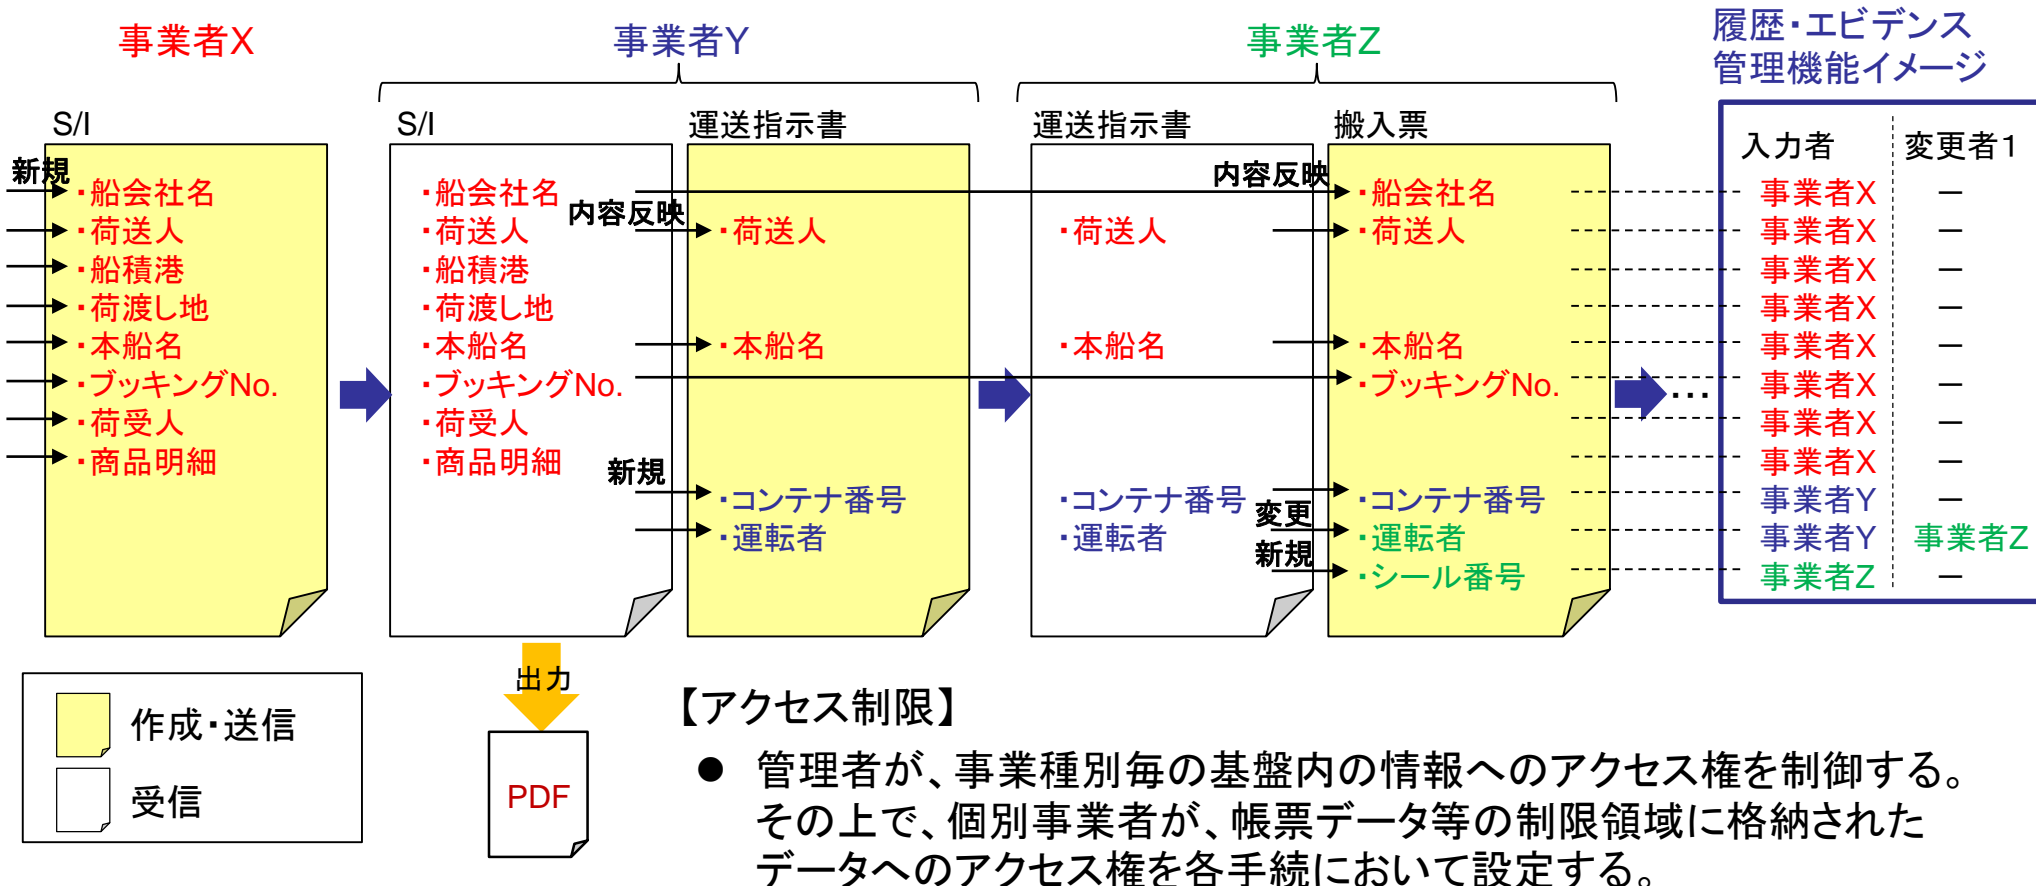 事業者X
事業者Y
事業者Z
履歴・エビデンス
管理機能イメージ
S/I
新規
・船会社名
・荷送人
・船積港
・荷渡し地
・本船名
・ブッキングNo.
・荷受人
・商品明細
S/I
・船会社名
・荷送人
・船積港
・荷渡し地
・本船名
・ブッキングNo.
・荷受人
・商品明細
運送指示書
内容反映
・荷送人
・本船名
新規
・コンテナ番号
・運転者
運送指示書
・荷送人
・本船名
・コンテナ番号
・運転者
搬入票
内容反映
・船会社名
・荷送人
・本船名
・ブッキングNo.
・コンテナ番号
変更
・運転者
新規
・シール番号
・・・
入力者 変更者1
事業者X －
事業者X －
事業者X －
事業者X －
事業者X －
事業者X －
事業者X －
事業者X －
事業者Y －
事業者Y 事業者Z
事業者Z －
作成・送信
受信
出力
PDF
【アクセス制限】
● 管理者が、事業種別毎の基盤内の情報へのアクセス権を制御する。
その上で、個別事業者が、帳票データ等の制限領域に格納された
データへのアクセス権を各手続において設定する。